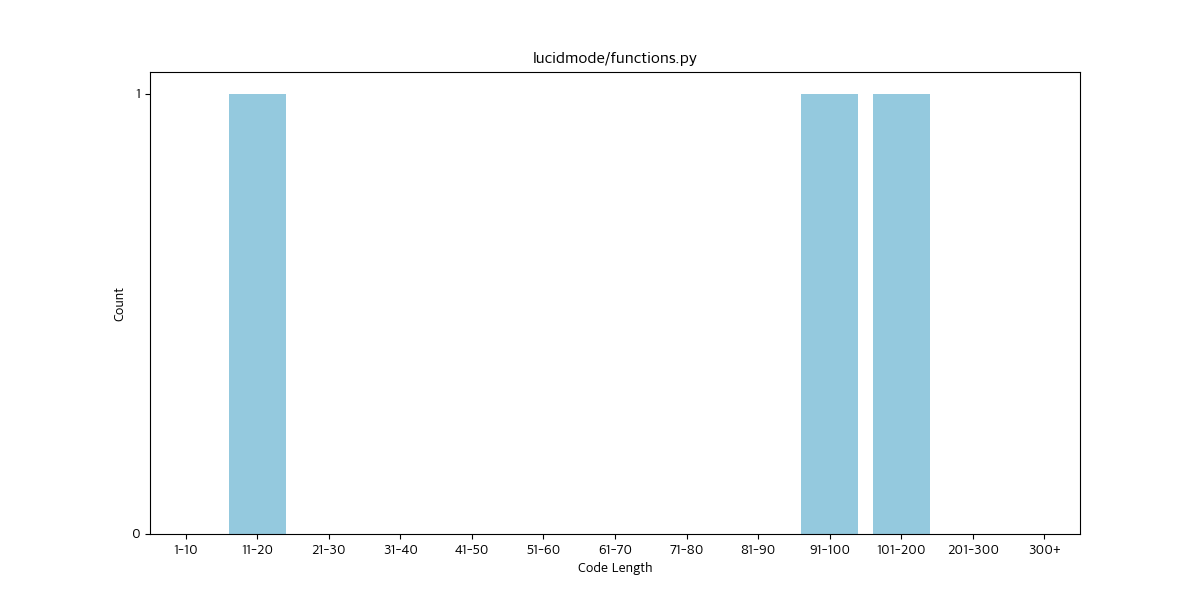 lucidmode/functions.py
1
Count
0
1-10 11-20 21-30 31-40 41-50 51-60 61-70 71-80 81-90 91-100 101-200 201-300 300+
Code Length